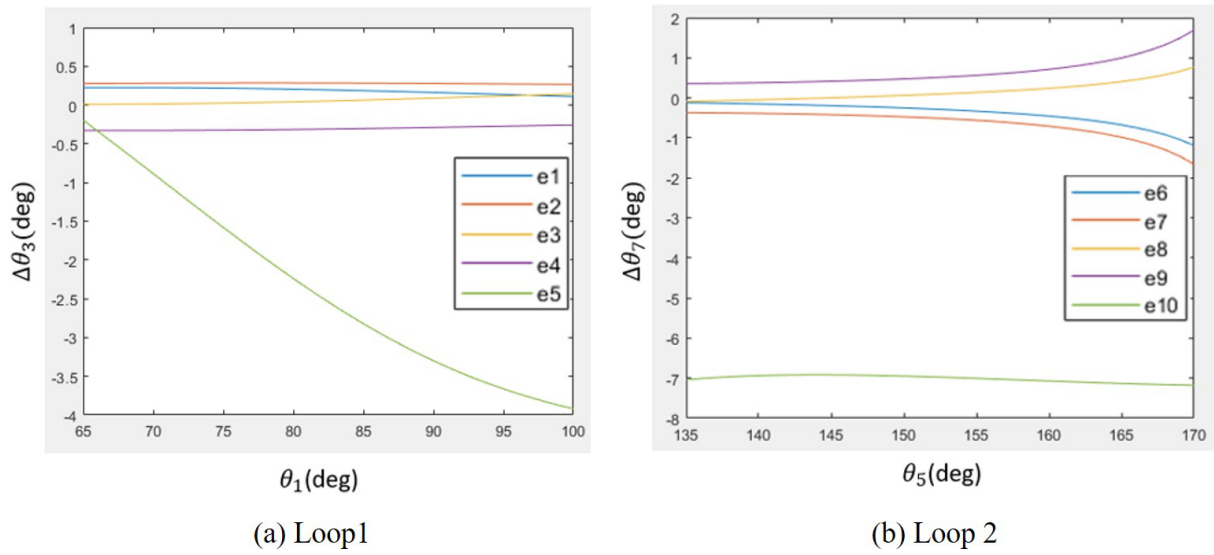 1
0.5
0
-0.5
-1
-1.5
-2
-2.5
-3
-3.5
-4
Δθ3(deg)
e1
e2
e3
e4
e5
65 70 75 80 85 90 95 100
θ1(deg)
(a) Loop1
2
1
0
-1
-2
-3
-4
-5
-6
-7
-8
Δθ7(deg)
e6
e7
e8
e9
e10
135 140 145 150 155 160 165 170
θ5(deg)
(b) Loop 2